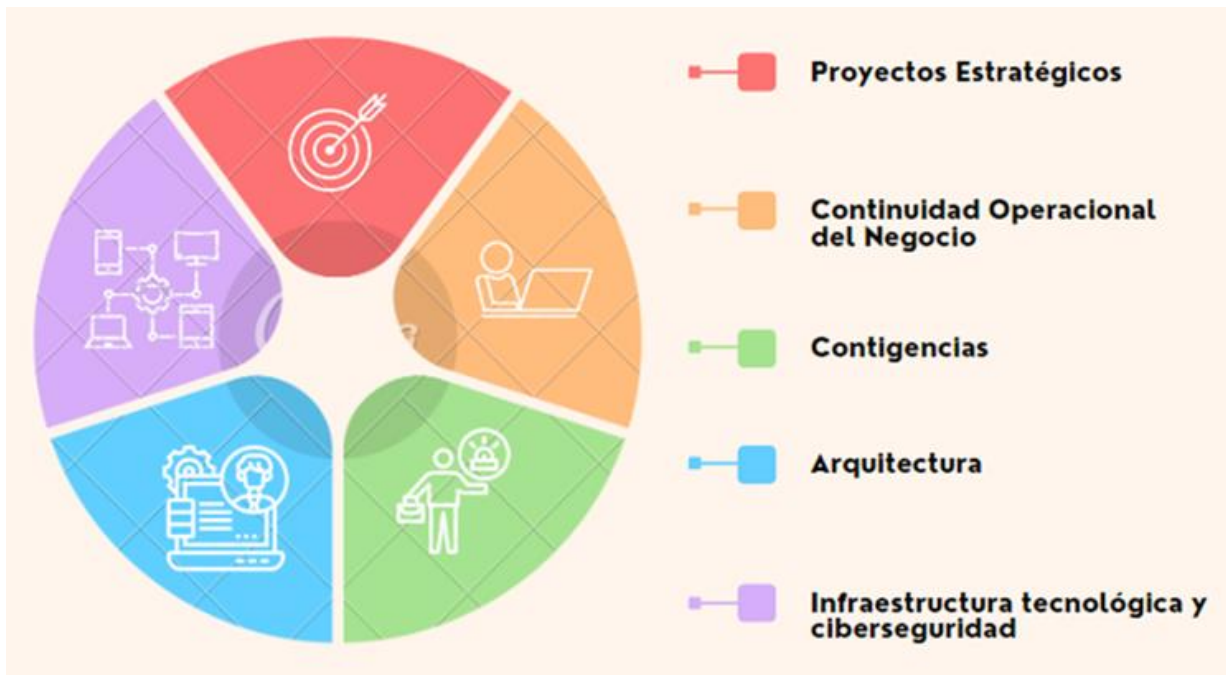 Proyectos Estratégicos
Continuidad Operacional
del Negocio
Contigencias
Arquitectura
Infraestructura tecnológica y
ciberseguridad